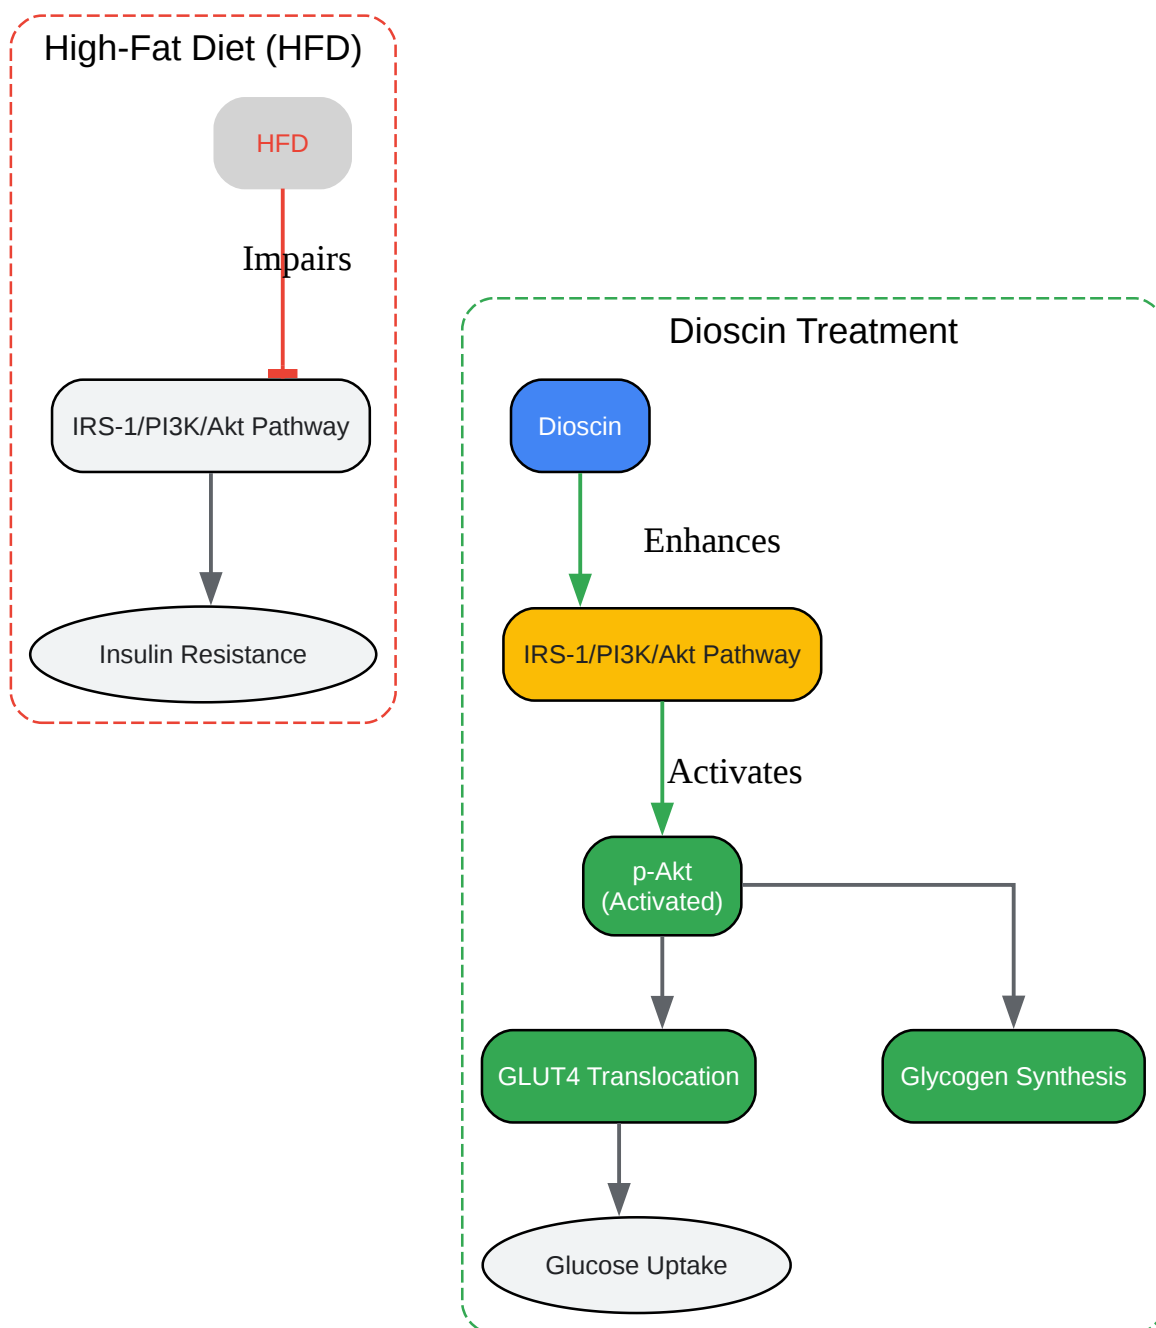 High-Fat Diet (HFD)
HFD
Impairs
IRS-1/PI3K/Akt Pathway
Insulin Resistance
Dioscin Treatment
Dioscin
Enhances
IRS-1/PI3K/Akt Pathway
Activates
p-Akt
(Activated)
GLUT4 Translocation
Glycogen Synthesis
Glucose Uptake